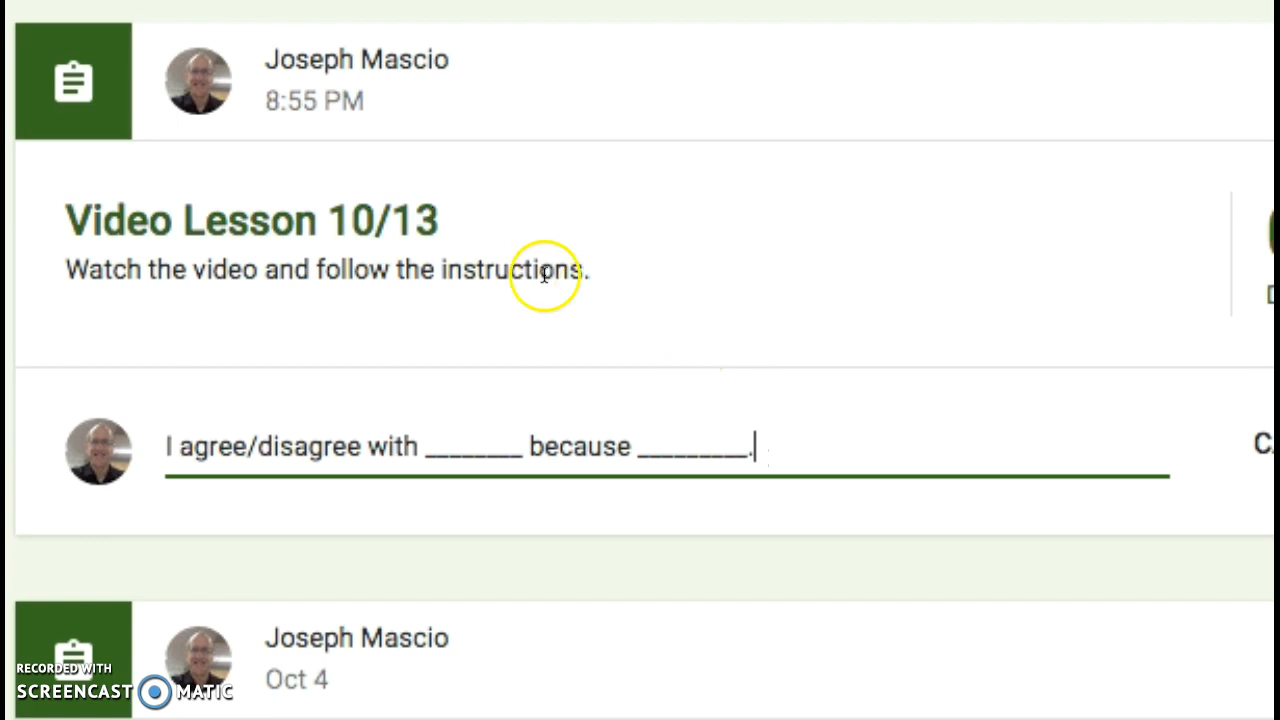 Joseph Mascio
8:55 PM
Video Lesson 10/13
Watch the video and follow the instructions.
I agree/disagree with ________ because _________.
Joseph Mascio
Oct 4
RECORDED WITH
SCREENCAST MATIC